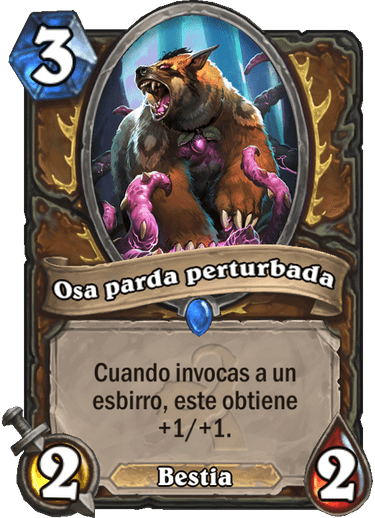 3
Osa parda perturbada
Cuando invocas a un
esbirro, este obtiene
+1/+1.
2
Bestia
2